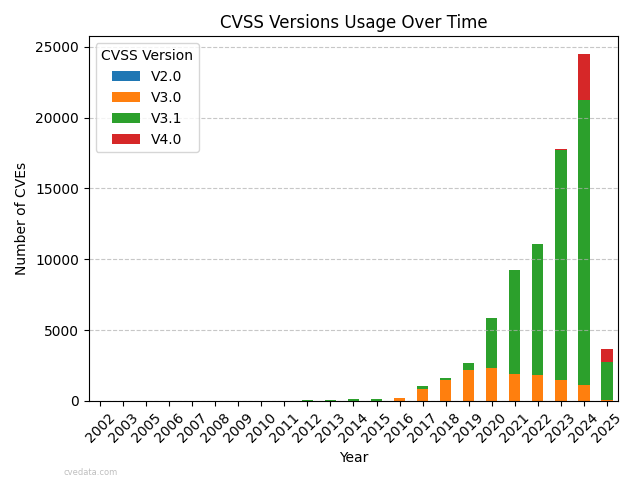 CVSS Versions Usage Over Time
CVSS Version
V2.0
V3.0
V3.1
V4.0
Number of CVEs
25000
20000
15000
10000
5000
0
2002 2003 2005 2006 2007 2008 2009 2010 2011 2012 2013 2014 2015 2016 2017 2018 2019 2020 2021 2022 2023 2024 2025
Year
cvedata.com